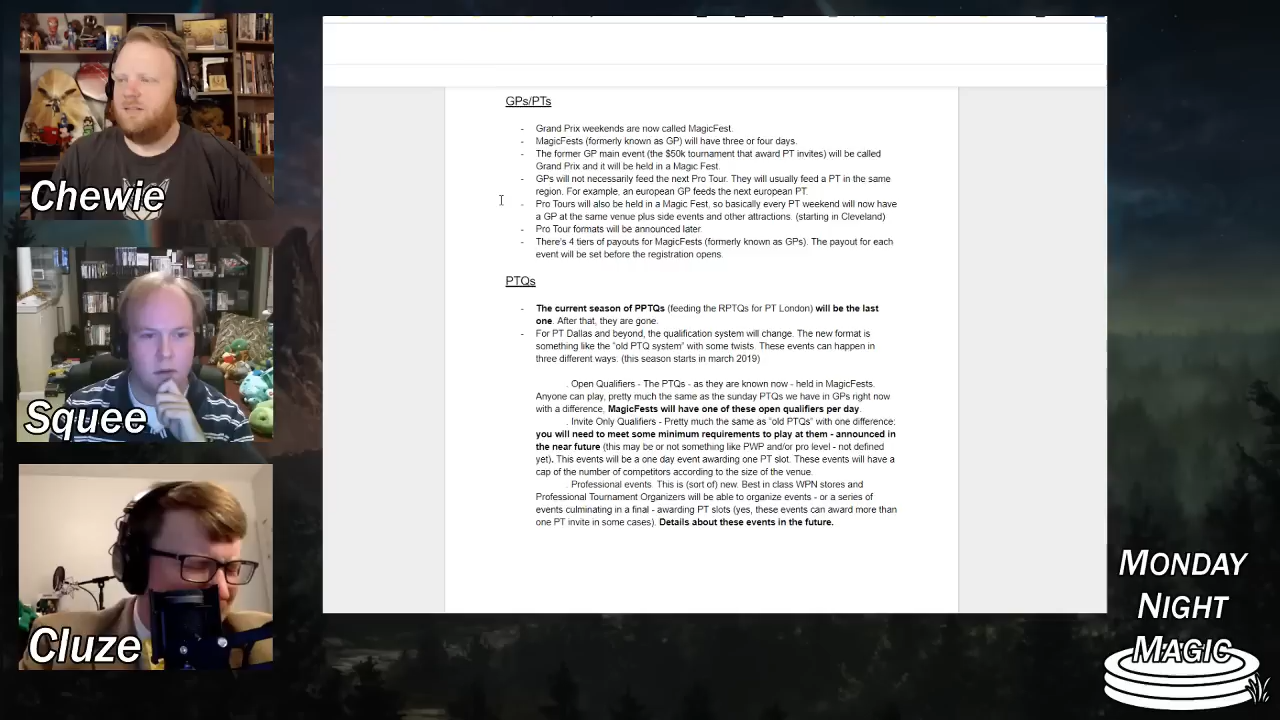 Chewie
Squee
Cluze
GPs/PTs
- Grand Prix weekends are now called MagicFest.
- MagicFests (formerly known as GP) will have three or four days.
- The former GP main event (the $50k tournament that award PT invites) will be called
Grand Prix and it will be held in a Magic Fest.
- GPs will not necessarily feed the next Pro Tour. They will usually feed a PT in the same
region. For example, an european GP feeds the next european PT.
- Pro Tours will also be held in a Magic Fest, so basically every PT weekend will now have
a GP at the same venue plus side events and other attractions. (starting in Cleveland)
- Pro Tour formats will be announced later.
- There's 4 tiers of payouts for MagicFests (formerly known as GPs). The payout for each
event will be set before the registration opens.
PTQs
- The current season of PPTQs (feeding the RPTQs for PT London) will be the last
one. After that, they are gone.
- For PT Dallas and beyond, the qualification system will change. The new format is
something like the "old PTQ system" with some twists. These events can happen in
three different ways: (this season starts in march 2019)
. Open Qualifiers - The PTQs - as they are known now - held in MagicFests.
Anyone can play, pretty much the same as the sunday PTQs we have in GPs right now
with a difference, MagicFests will have one of these open qualifiers per day.
. Invite Only Qualifiers - Pretty much the same as "old PTQs" with one difference:
you will need to meet some minimum requirements to play at them - announced in
the near future (this may be or not something like PWP and/or pro level - not defined
yet). This events will be a one day event awarding one PT slot. These events will have a
cap of the number of competitors according to the size of the venue.
. Professional events. This is (sort of) new. Best in class WPN stores and
Professional Tournament Organizers will be able to organize events - or a series of
events culminating in a final - awarding PT slots (yes, these events can award more than
one PT invite in some cases). Details about these events in the future.
MONDAY
NIGHT
MAGIC